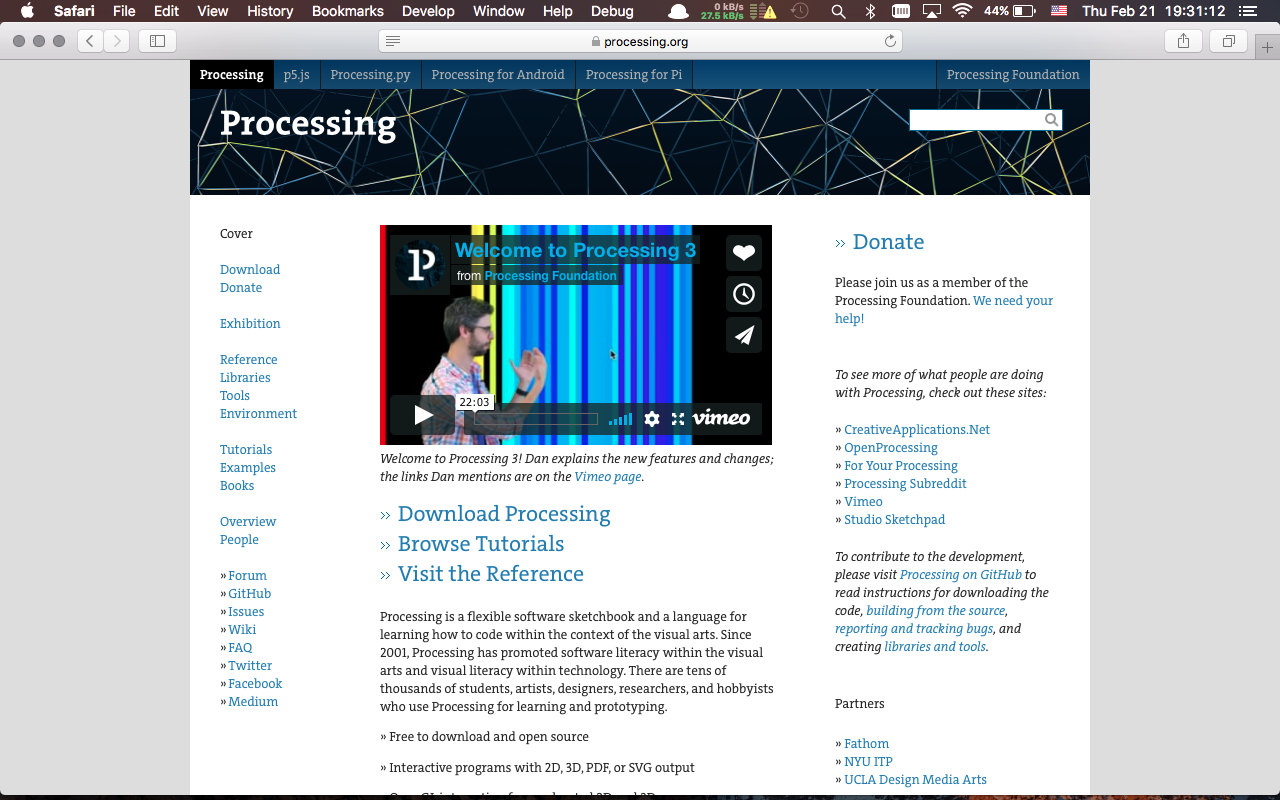 Safari File Edit View History Bookmarks Develop Window Help Debug 0 kB/s 27.5 kB/s 44% Thu Feb 21 19:31:12
processing.org
Processing p5.js Processing.py Processing for Android Processing for Pi Processing Foundation
Processing
Cover
Download
Donate
Exhibition
Reference
Libraries
Tools
Environment
Tutorials
Examples
Books
Overview
People
» Forum
» GitHub
» Issues
» Wiki
» FAQ
» Twitter
» Facebook
» Medium
P
Welcome to Processing 3
from Processing Foundation
22:03
vimeo
Welcome to Processing 3! Dan explains the new features and changes;
the links Dan mentions are on the Vimeo page.
» Download Processing
» Browse Tutorials
» Visit the Reference
Processing is a flexible software sketchbook and a language for
learning how to code within the context of the visual arts. Since
2001, Processing has promoted software literacy within the visual
arts and visual literacy within technology. There are tens of
thousands of students, artists, designers, researchers, and hobbyists
who use Processing for learning and prototyping.
» Free to download and open source
» Interactive programs with 2D, 3D, PDF, or SVG output
» Donate
Please join us as a member of the
Processing Foundation. We need your
help!
To see more of what people are doing
with Processing, check out these sites:
» CreativeApplications.Net
» OpenProcessing
» For Your Processing
» Processing Subreddit
» Vimeo
» Studio Sketchpad
To contribute to the development,
please visit Processing on GitHub to
read instructions for downloading the
code, building from the source,
reporting and tracking bugs, and
creating libraries and tools.
Partners
» Fathom
» NYU ITP
» UCLA Design Media Arts